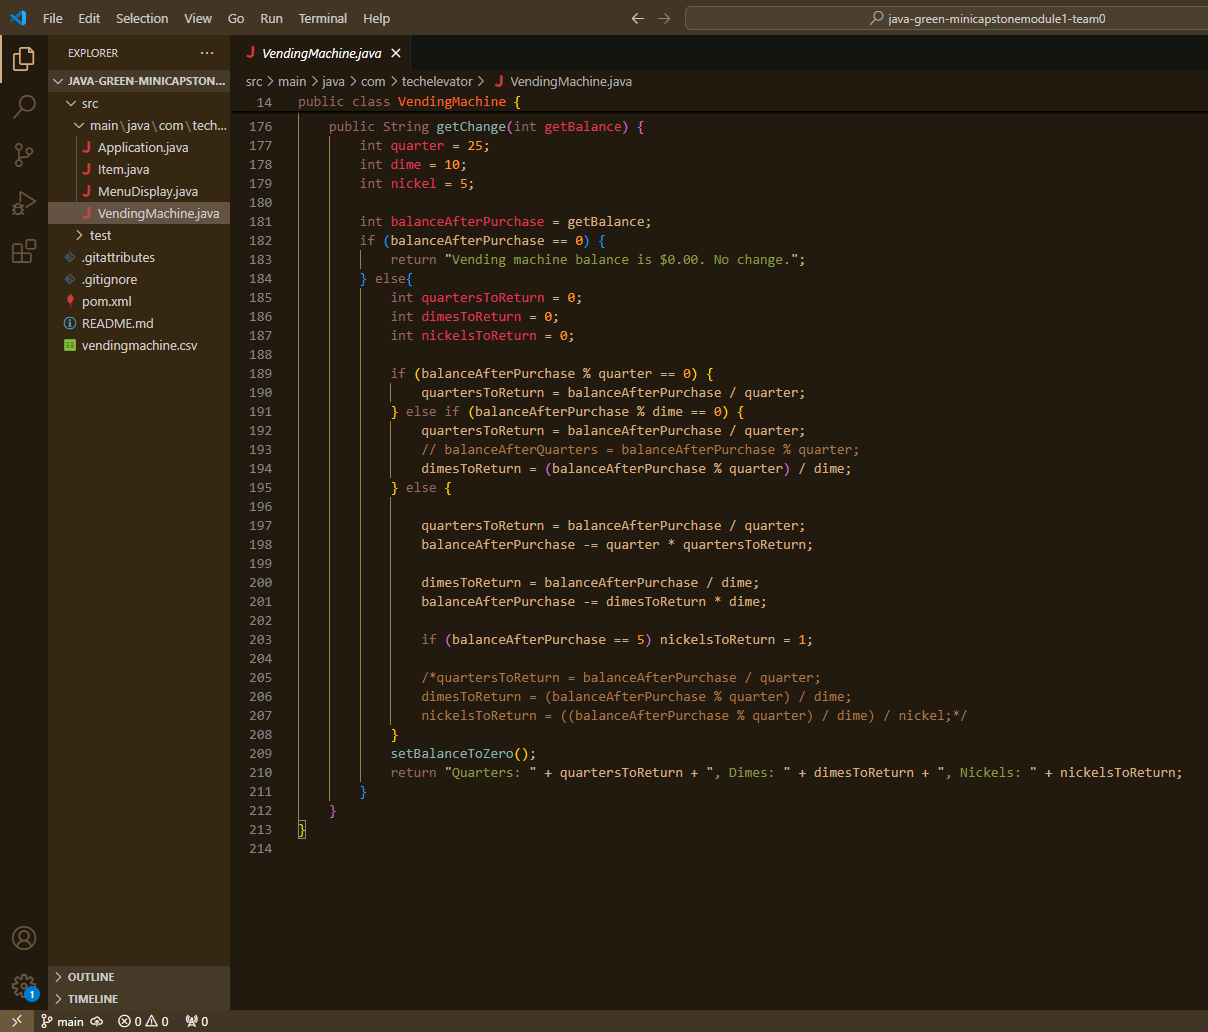 File Edit Selection View Go Run Terminal Help
java-green-minicapstonemodule1-team0
EXPLORER
JAVA-GREEN-MINICAPSTON...
src
main\java\com\tech...
Application.java
Item.java
MenuDisplay.java
VendingMachine.java
test
.gitattributes
.gitignore
pom.xml
README.md
vendingmachine.csv
OUTLINE
TIMELINE
VendingMachine.java
src > main > java > com > techelevator > VendingMachine.java
14 public class VendingMachine {
176     public String getChange(int getBalance) {
177         int quarter = 25;
178         int dime = 10;
179         int nickel = 5;
180
181         int balanceAfterPurchase = getBalance;
182         if (balanceAfterPurchase == 0) {
183             return "Vending machine balance is $0.00. No change.";
184         } else{
185             int quartersToReturn = 0;
186             int dimesToReturn = 0;
187             int nickelsToReturn = 0;
188
189             if (balanceAfterPurchase % quarter == 0) {
190                 quartersToReturn = balanceAfterPurchase / quarter;
191             } else if (balanceAfterPurchase % dime == 0) {
192                 quartersToReturn = balanceAfterPurchase / quarter;
193                 // balanceAfterQuarters = balanceAfterPurchase % quarter;
194                 dimesToReturn = (balanceAfterPurchase % quarter) / dime;
195             } else {
196
197                 quartersToReturn = balanceAfterPurchase / quarter;
198                 balanceAfterPurchase -= quarter * quartersToReturn;
199
200                 dimesToReturn = balanceAfterPurchase / dime;
201                 balanceAfterPurchase -= dimesToReturn * dime;
202
203                 if (balanceAfterPurchase == 5) nickelsToReturn = 1;
204
205                 /*quartersToReturn = balanceAfterPurchase / quarter;
206                 dimesToReturn = (balanceAfterPurchase % quarter) / dime;
207                 nickelsToReturn = ((balanceAfterPurchase % quarter) / dime) / nickel;*/
208             }
209             setBalanceToZero();
210             return "Quarters: " + quartersToReturn + ", Dimes: " + dimesToReturn + ", Nickels: " + nickelsToReturn;
211         }
212     }
213 }
214
1
main 0 0 0